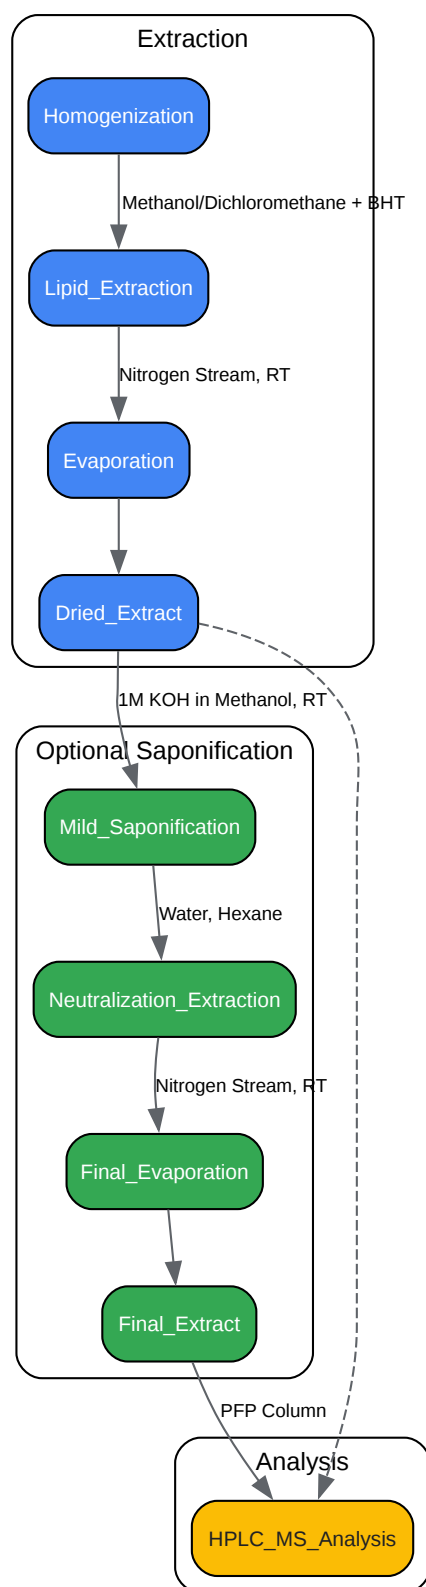 Extraction
Homogenization
Methanol/Dichloromethane + BHT
Lipid_Extraction
Nitrogen Stream, RT
Evaporation
Dried_Extract
1M KOH in Methanol, RT
Optional Saponification
Mild_Saponification
Water, Hexane
Neutralization_Extraction
Nitrogen Stream, RT
Final_Evaporation
Final_Extract
PFP Column
Analysis
HPLC_MS_Analysis